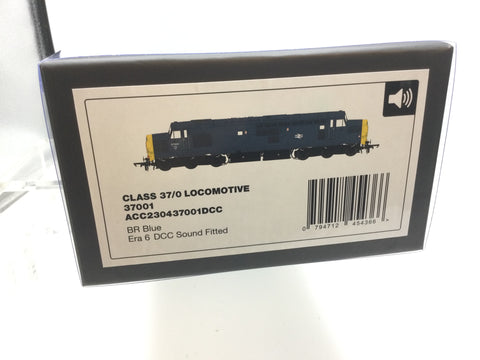 CLASS 37/0 LOCOMOTIVE
37001
ACC230437001DCC
BR Blue
Era 6 DCC Sound Fitted
0 794712 454366 >